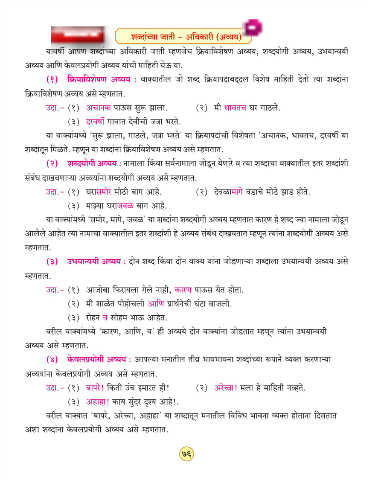 शब्दांच्या जाती – अविकारी (अव्यय)
यावर्षी आपण शब्दांच्या अविकारी जाती म्हणजेच क्रियाविशेषण अव्यय, शब्दयोगी अव्यय, उभयान्वयी
अव्यय आणि केवलप्रयोगी अव्यय यांची माहिती घेऊ या.
(१) क्रियाविशेषण अव्यय : वाक्यातील जो शब्द क्रियापदाबद्दल विशेष माहिती देतो त्या शब्दांना
क्रियाविशेषण अव्यय असे म्हणतात.
उदा.– (१) अचानक पाऊस सुरू झाला. (२) मी धावतच घर गाठले.
(३) दरवर्षी गावात देवीची जत्रा भरते.
या वाक्यांमध्ये 'सुरू झाला, गाठले, जत्रा भरते' या क्रियापदांची विशेषता 'अचानक, धावतच, दरवर्षी या
शब्दातून मिळते. म्हणून या शब्दांना क्रियाविशेषण अव्यय असे म्हणतात.
(२) शब्दयोगी अव्यय : नामाला किंवा सर्वनामाला जोडून येणारे व त्या शब्दाचा वाक्यातील इतर शब्दांशी
संबंध दाखवणाऱ्या अव्ययांना शब्दयोगी अव्यय असे म्हणतात.
उदा.– (१) घरासमोर मोठी बाग आहे. (२) देवळामागे वडाचे मोठे झाड होते.
(३) माझ्या घराजवळ बाग आहे.
या वाक्यांमध्ये 'समोर, मागे, जवळ' या शब्दांना शब्दयोगी अव्यय म्हणतात कारण हे शब्द ज्या नामाला जोडून
आलेले आहेत त्या नामाचा वाक्यातील इतर शब्दांशी हे अव्यय संबंध दाखवतात म्हणून त्यांना शब्दयोगी अव्यय असे
म्हणतात.
(३) उभयान्वयी अव्यय : दोन शब्द किंवा दोन वाक्य यांना जोडणाऱ्या शब्दाला उभयान्वयी अव्यय असे
म्हणतात.
उदा.– (१) आजोबा फिरायला गेले नाही, कारण पाऊस येत होता.
(२) मी शाळेत पोहोचलो आणि प्रार्थनेची घंटा वाजली.
(३) रोहन व सोहम भाऊ आहेत.
वरील वाक्यांमध्ये 'कारण, आणि, व' ही अव्यये दोन वाक्यांना जोडतात म्हणून त्यांना उभयान्वयी
अव्यय असे म्हणतात.
(४) केवलप्रयोगी अव्यय : आपल्या मनातील तीव्र भावभावना शब्दांच्या रूपाने व्यक्त करणाऱ्या
अव्ययांना केवलप्रयोगी अव्यय असे म्हणतात.
उदा.– (१) बापरे! किती उंच इमारत ही! (२) अरेच्चा! मला हे माहिती नव्हते.
(३) अहाहा! काय सुंदर दृश्य आहे!.
वरील वाक्यात 'बापरे, अरेच्चा, अहाहा' या शब्दातून मनातील विविध भावना व्यक्त होताना दिसतात
अशा शब्दांना केवलप्रयोगी अव्यय असे म्हणतात.
७६